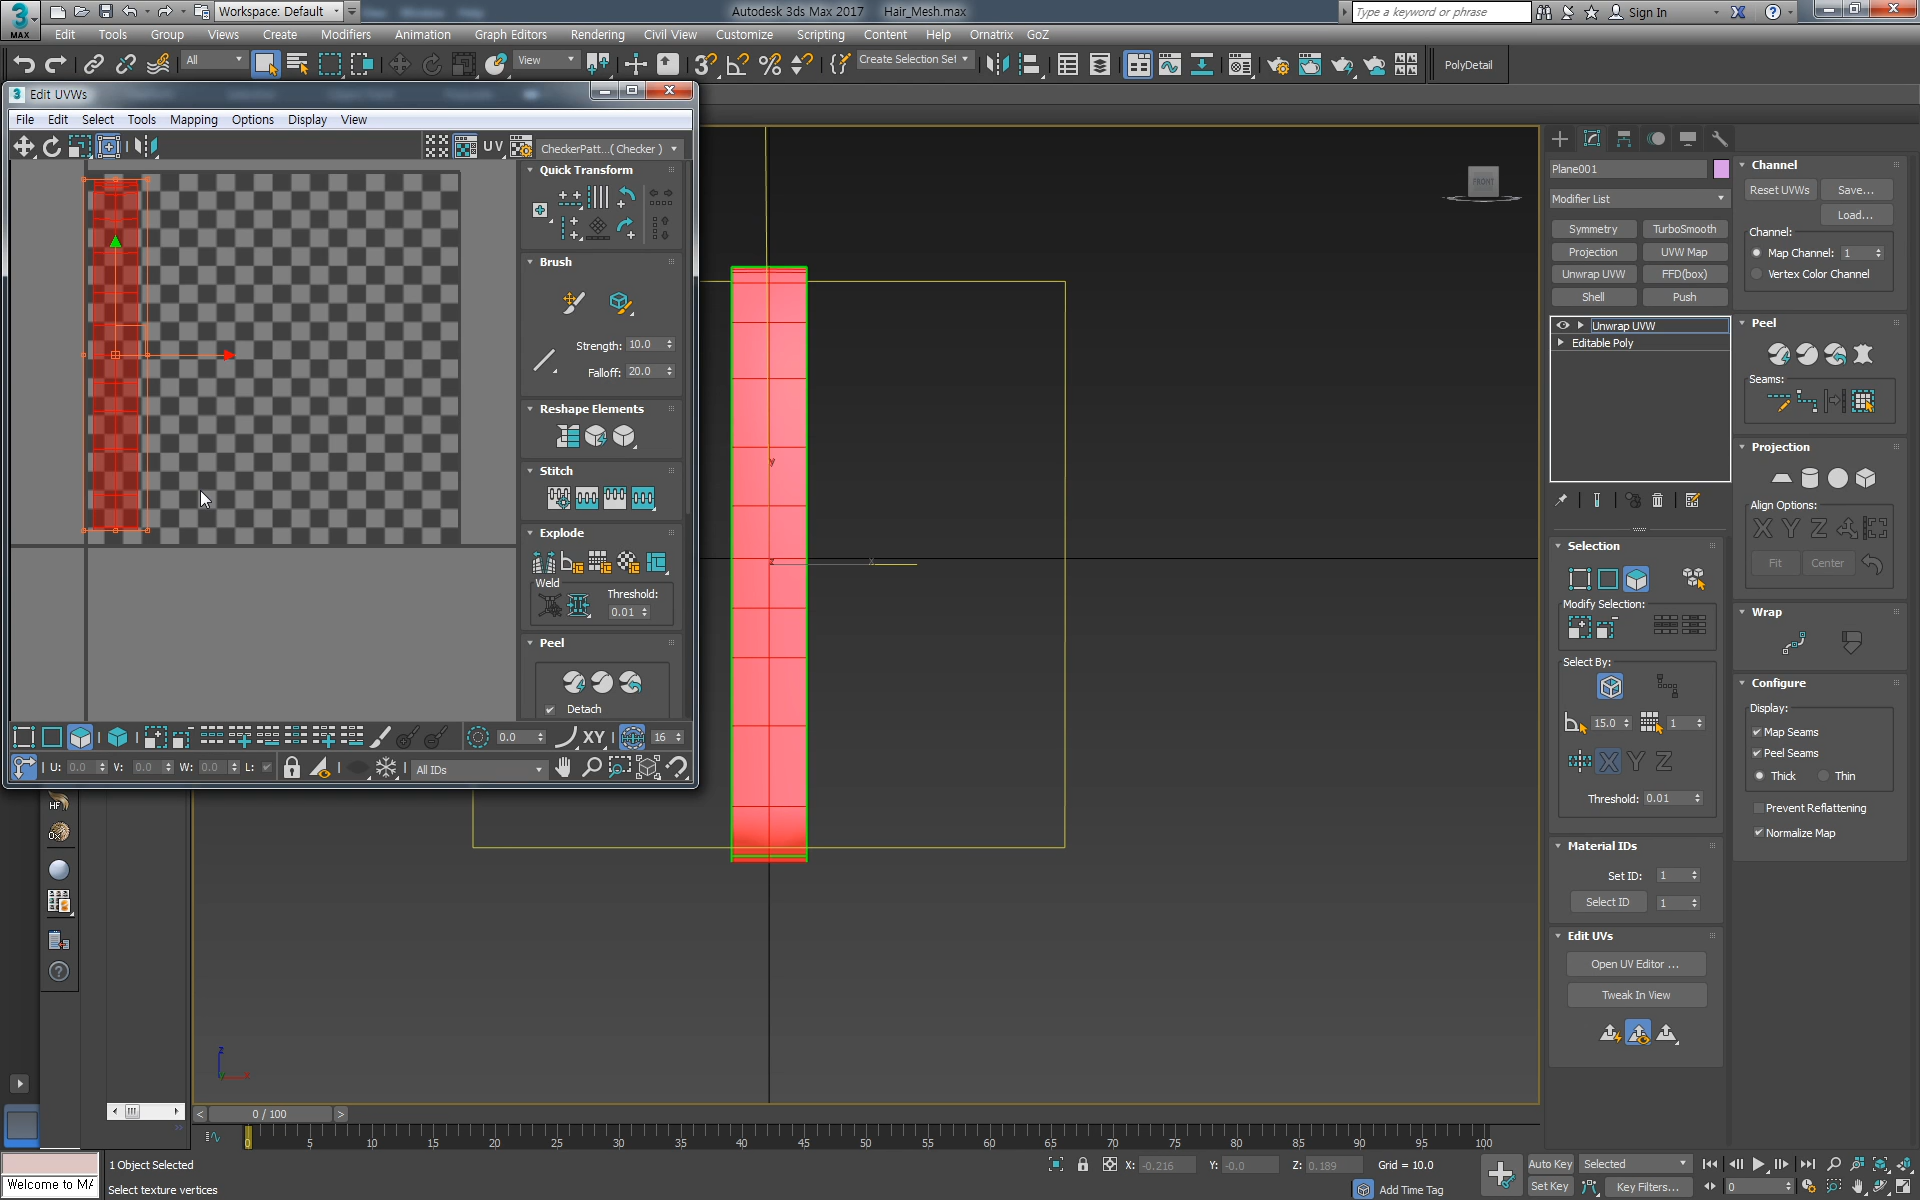 Workspace: Default
Autodesk 3ds Max 2017 Hair_Mesh.max
Type a keyword or phrase
Sign In
3
MAX
Edit Tools Group Views Create Modifiers Animation Graph Editors Rendering Civil View Customize Scripting Content Help Ornatrix GoZ
All
View
Create Selection Set
PolyDetail
3 Edit UVWs
File Edit Select Tools Mapping Options Display View
UV
CheckerPatt...( Checker )
Quick Transform
Brush
Strength: 10.0
Falloff: 20.0
Reshape Elements
Stitch
Explode
Weld
Threshold:
0.01
Peel
Detach
0.0
XY
16
U: 0.0 V: 0.0 W: 0.0 L:
All IDs
FRONT
y
z
x
Plane001
Modifier List
Symmetry TurboSmooth
Projection UVW Map
Unwrap UVW FFD(box)
Shell Push
Unwrap UVW
Editable Poly
Selection
Modify Selection:
Select By:
15.0
1
X Y Z
Threshold: 0.01
Material IDs
Set ID: 1
Select ID 1
Edit UVs
Open UV Editor ...
Tweak In View
Channel
Reset UVWs Save...
Load...
Channel:
Map Channel: 1
Vertex Color Channel
Peel
Seams:
Projection
Align Options:
X Y Z
Fit Center
Wrap
Configure
Display:
Map Seams
Peel Seams
Thick Thin
Prevent Reflattening
Normalize Map
HF
OX
z
x
< 0 / 100 >
0 5 10 15 20 25 30 35 40 45 50 55 60 65 70 75 80 85 90 95 100
1 Object Selected
X: -0.216 Y: -0.0 Z: 0.189 Grid = 10.0
Auto Key Selected
Welcome to MA
Select texture vertices
Add Time Tag
Set Key Key Filters... 0